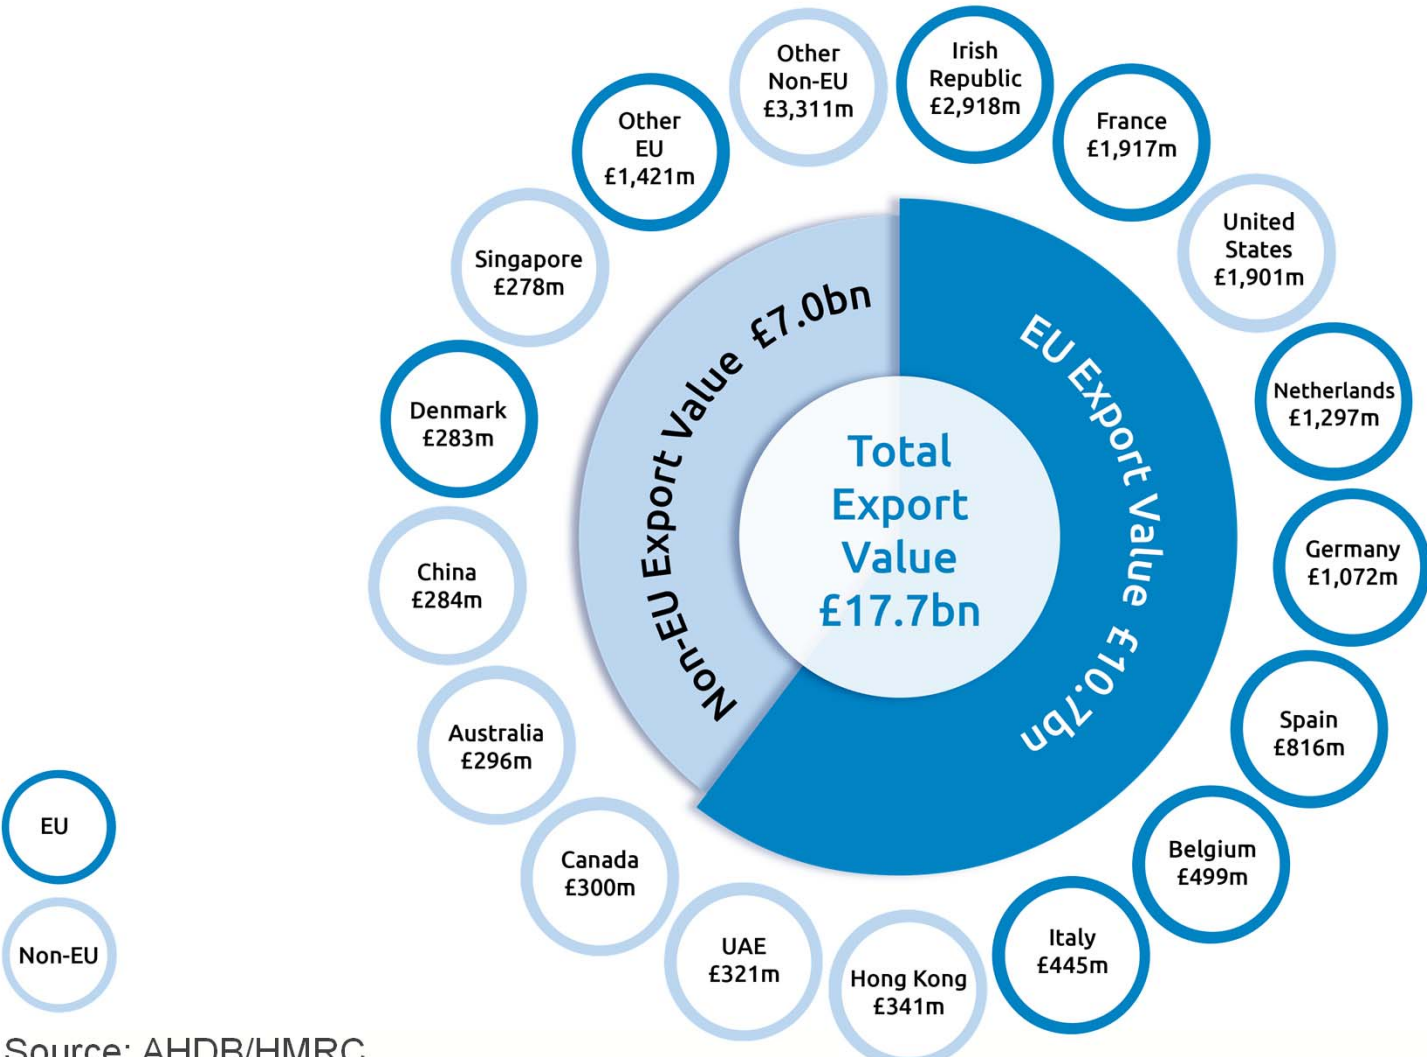 Other
Non-EU
£3,311m
Irish
Republic
£2,918m
France
£1,917m
United
States
£1,901m
Netherlands
£1,297m
Germany
£1,072m
Spain
£816m
Belgium
£499m
Italy
£445m
Hong Kong
£341m
UAE
£321m
Canada
£300m
Australia
£296m
China
£284m
Denmark
£283m
Singapore
£278m
Other
EU
£1,421m
Non-EU Export Value £7.0bn
EU Export Value £10.7bn
Total
Export
Value
£17.7bn
EU
Non-EU
Source: AHDB/HMRC